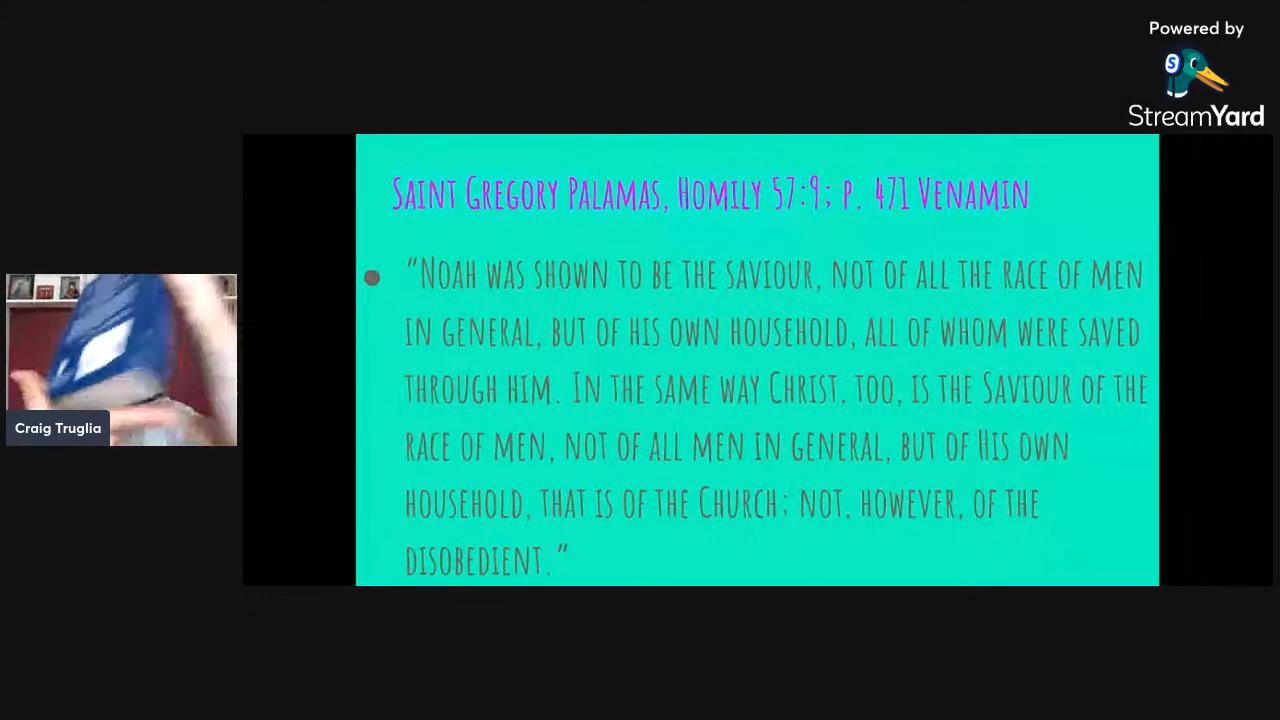 Powered by
StreamYard
Saint Gregory Palamas, Homily 57:9; p. 471 Venamin
"Noah was shown to be the saviour, not of all the race of men
in general, but of his own household, all of whom were saved
through him. In the same way Christ, too, is the Saviour of the
race of men, not of all men in general, but of His own
household, that is of the Church; not, however, of the
disobedient."
Craig Truglia